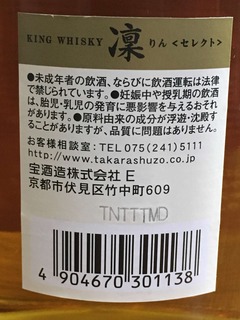 KING WHISKY 凜 りん<セレクト>
●未成年者の飲酒、ならびに飲酒運転は法律
で禁じられています。●妊娠中や授乳期の飲酒
は、胎児・乳児の発育に悪影響を与えるおそれ
があります。●原料由来の成分が浮遊・沈殿す
ることがありますが、品質に問題はありません。
お客様相談室:TEL075(241)5111
http://www.takarashuzo.co.jp
宝酒造株式会社 E
京都市伏見区竹中町609
TNTTTMD
4 904670 301138